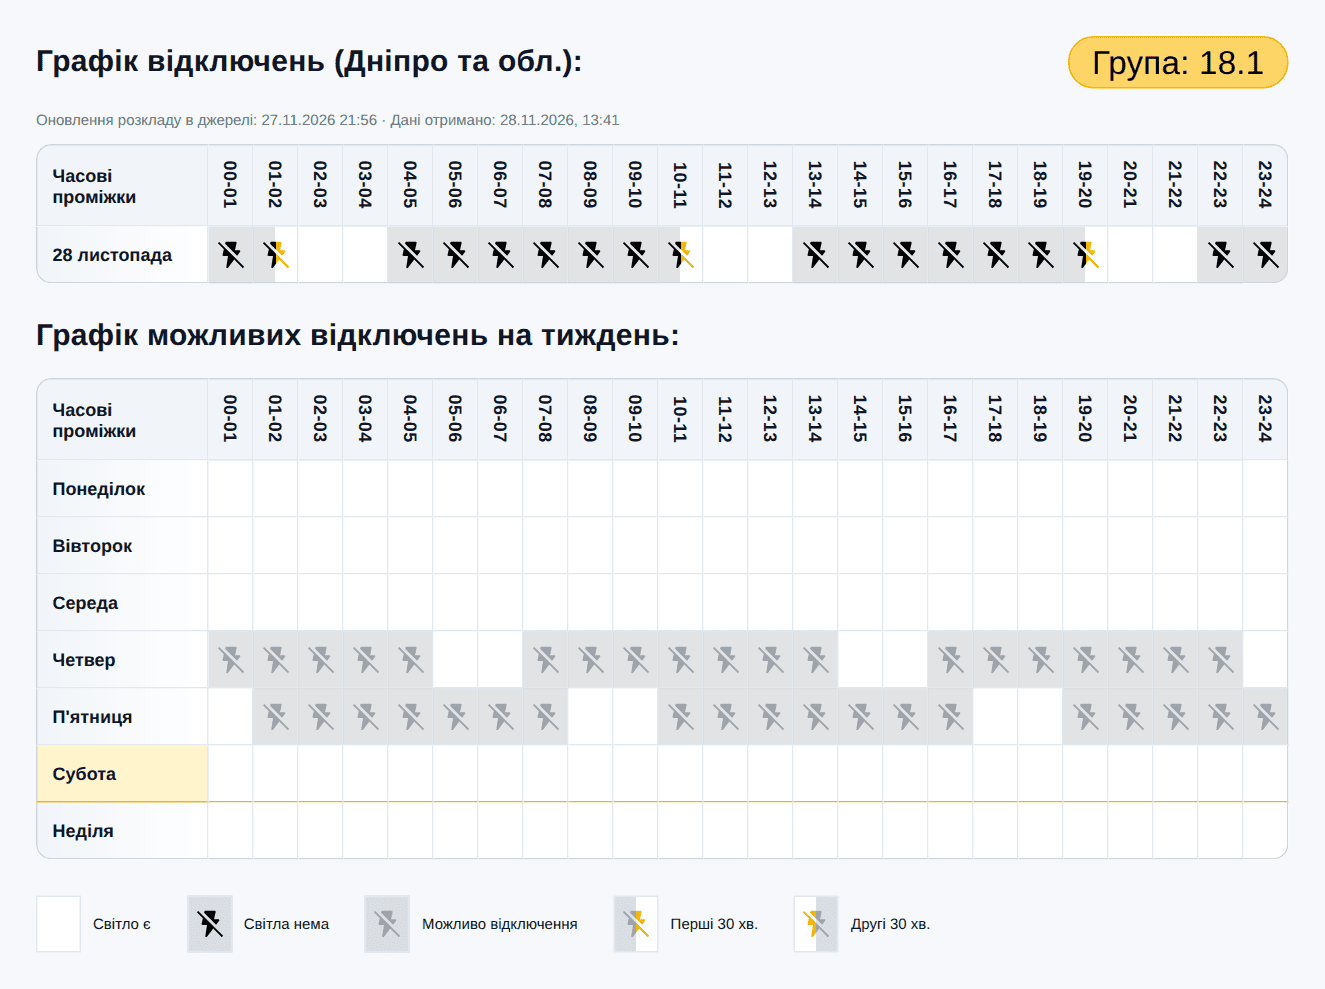 Графік відключень (Дніпро та обл.):
Група: 18.1
Оновлення розкладу в джерелі: 27.11.2026 21:56 · Дані отримано: 28.11.2026, 13:41
Часові проміжки 00-01 01-02 02-03 03-04 04-05 05-06 06-07 07-08 08-09 09-10 10-11 11-12 12-13 13-14 14-15 15-16 16-17 17-18 18-19 19-20 20-21 21-22 22-23 23-24
28 листопада
Графік можливих відключень на тиждень:
Часові проміжки 00-01 01-02 02-03 03-04 04-05 05-06 06-07 07-08 08-09 09-10 10-11 11-12 12-13 13-14 14-15 15-16 16-17 17-18 18-19 19-20 20-21 21-22 22-23 23-24
Понеділок
Вівторок
Середа
Четвер
П'ятниця
Субота
Неділя
Світло є Світла нема Можливо відключення Перші 30 хв. Другі 30 хв.